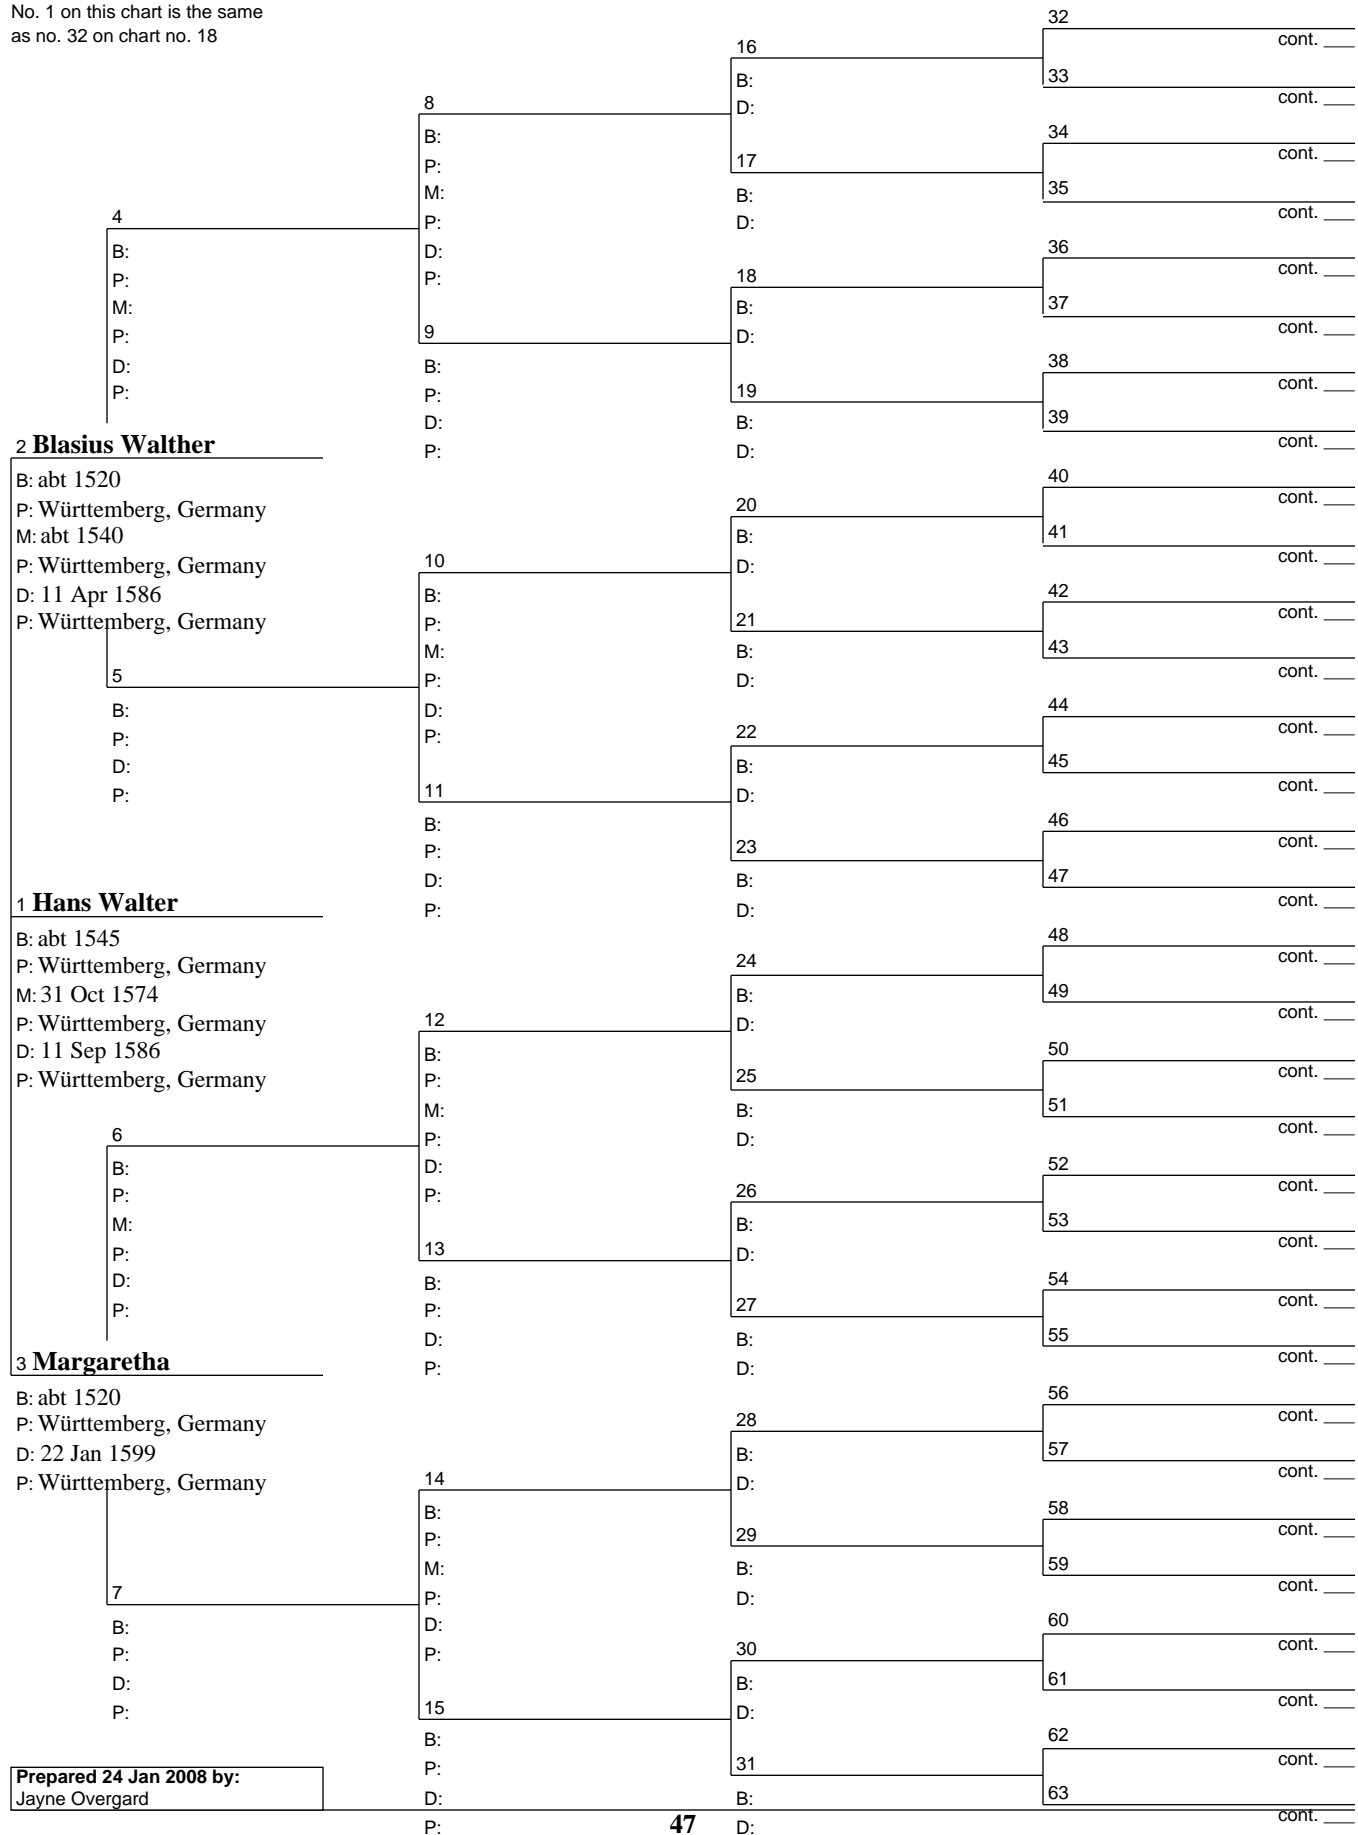 No. 1 on this chart is the same
as no. 32 on chart no. 18
2 Blasius Walther
B: abt 1520
P: Württemberg, Germany
M: abt 1540
P: Württemberg, Germany
D: 11 Apr 1586
P: Württemberg, Germany
1 Hans Walter
B: abt 1545
P: Württemberg, Germany
M: 31 Oct 1574
P: Württemberg, Germany
D: 11 Sep 1586
P: Württemberg, Germany
3 Margaretha
B: abt 1520
P: Württemberg, Germany
D: 22 Jan 1599
P: Württemberg, Germany
4
B:
P:
M:
P:
D:
P:
5
B:
P:
D:
P:
6
B:
P:
M:
P:
D:
P:
7
B:
P:
D:
P:
8
B:
P:
M:
P:
D:
P:
9
B:
P:
D:
P:
10
B:
P:
M:
P:
D:
P:
11
B:
P:
D:
P:
12
B:
P:
M:
P:
D:
P:
13
B:
P:
D:
P:
14
B:
P:
M:
P:
D:
P:
15
B:
P:
D:
P:
16
B:
D:
17
B:
D:
18
B:
D:
19
B:
D:
20
B:
D:
21
B:
D:
22
B:
D:
23
B:
D:
24
B:
D:
25
B:
D:
26
B:
D:
27
B:
D:
28
B:
D:
29
B:
D:
30
B:
D:
31
B:
D:
32
cont. ___
33
cont. ___
34
cont. ___
35
cont. ___
36
cont. ___
37
cont. ___
38
cont. ___
39
cont. ___
40
cont. ___
41
cont. ___
42
cont. ___
43
cont. ___
44
cont. ___
45
cont. ___
46
cont. ___
47
cont. ___
48
cont. ___
49
cont. ___
50
cont. ___
51
cont. ___
52
cont. ___
53
cont. ___
54
cont. ___
55
cont. ___
56
cont. ___
57
cont. ___
58
cont. ___
59
cont. ___
60
cont. ___
61
cont. ___
62
cont. ___
63
cont. ___
Prepared 24 Jan 2008 by:
Jayne Overgard
47